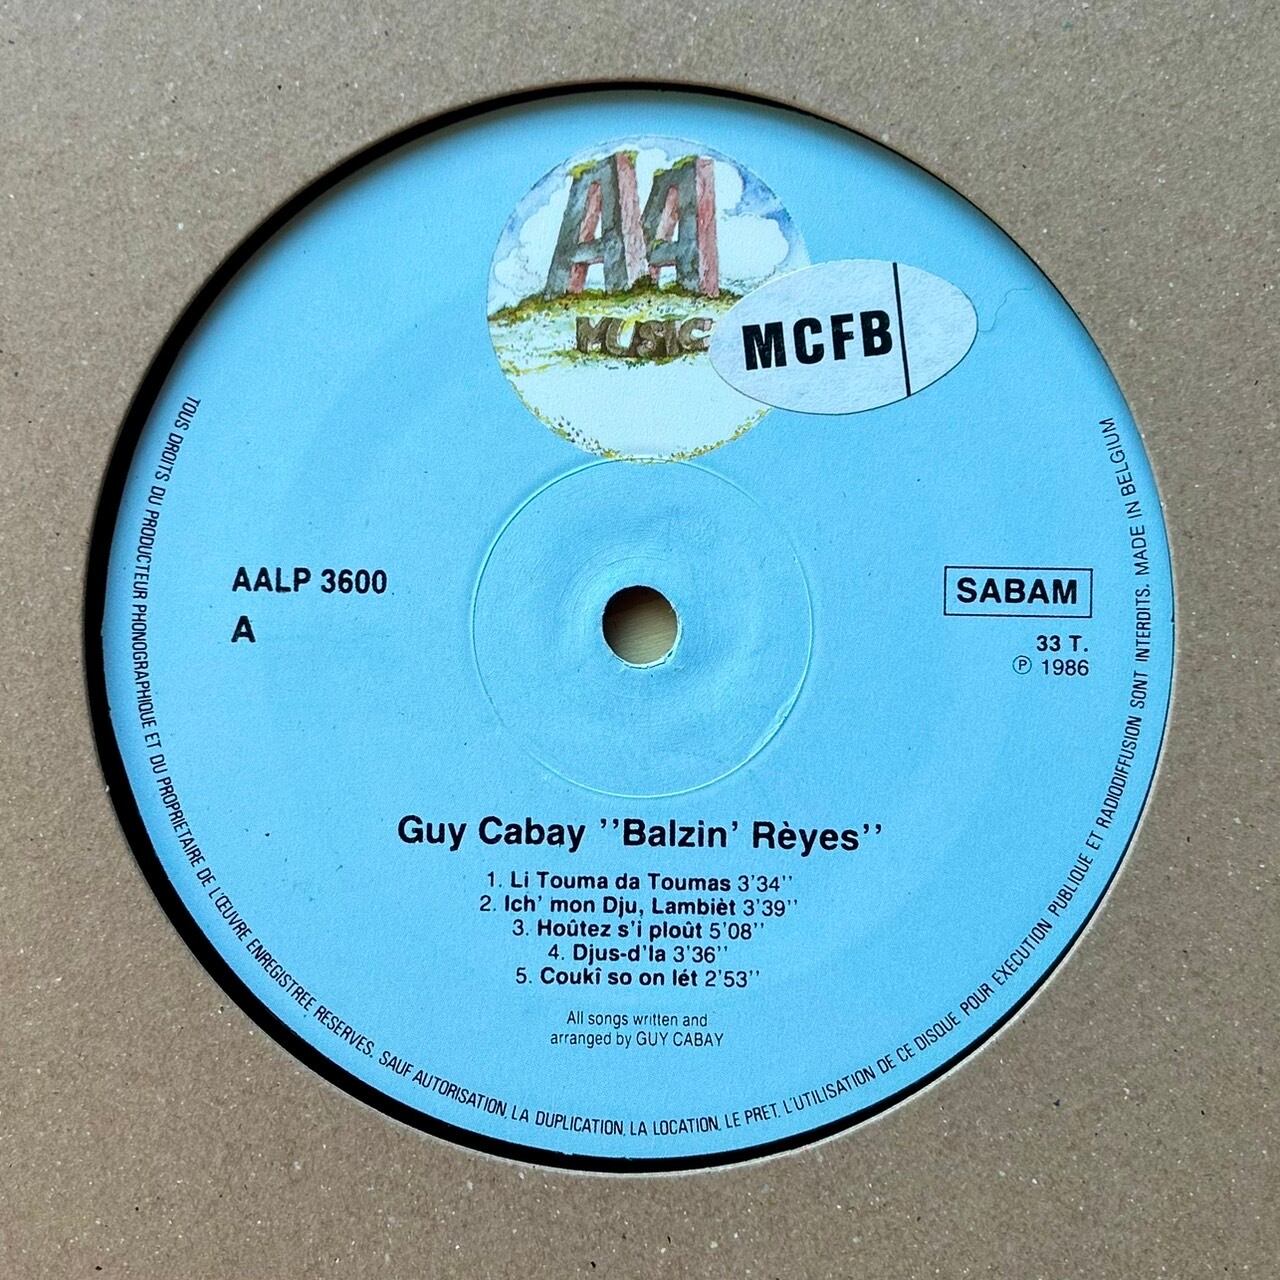 AA
MUSIC
MCFB
AALP 3600
A
SABAM
33 T.
℗ 1986
Guy Cabay ''Balzin' Rèyes''
1. Li Touma da Toumas 3'34''
2. Ich' mon Dju, Lambièt 3'39''
3. Hoûtez s'i ploût 5'08''
4. Djus-d'la 3'36''
5. Coukî so on lét 2'53''
All songs written and
arranged by GUY CABAY
TOUS DROITS DU PRODUCTEUR PHONOGRAPHIQUE ET DU PROPRIETAIRE DE L'ŒUVRE ENREGISTREE RESERVES. SAUF AUTORISATION, LA DUPLICATION, LA LOCATION, LE PRET, L'UTILISATION DE CE DISQUE POUR EXECUTION PUBLIQUE ET RADIODIFFUSION SONT INTERDITS. MADE IN BELGIUM